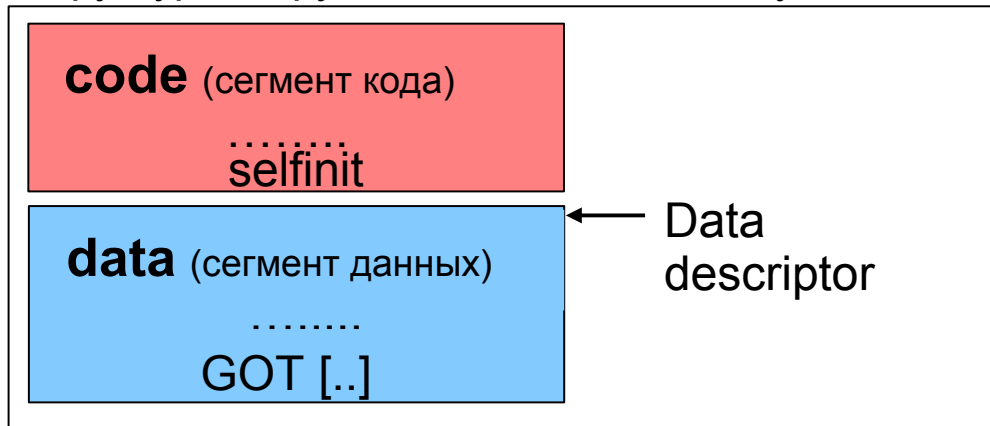 code (сегмент кода)
........
selfinit
Data
descriptor
data (сегмент данных)
........
GOT [..]